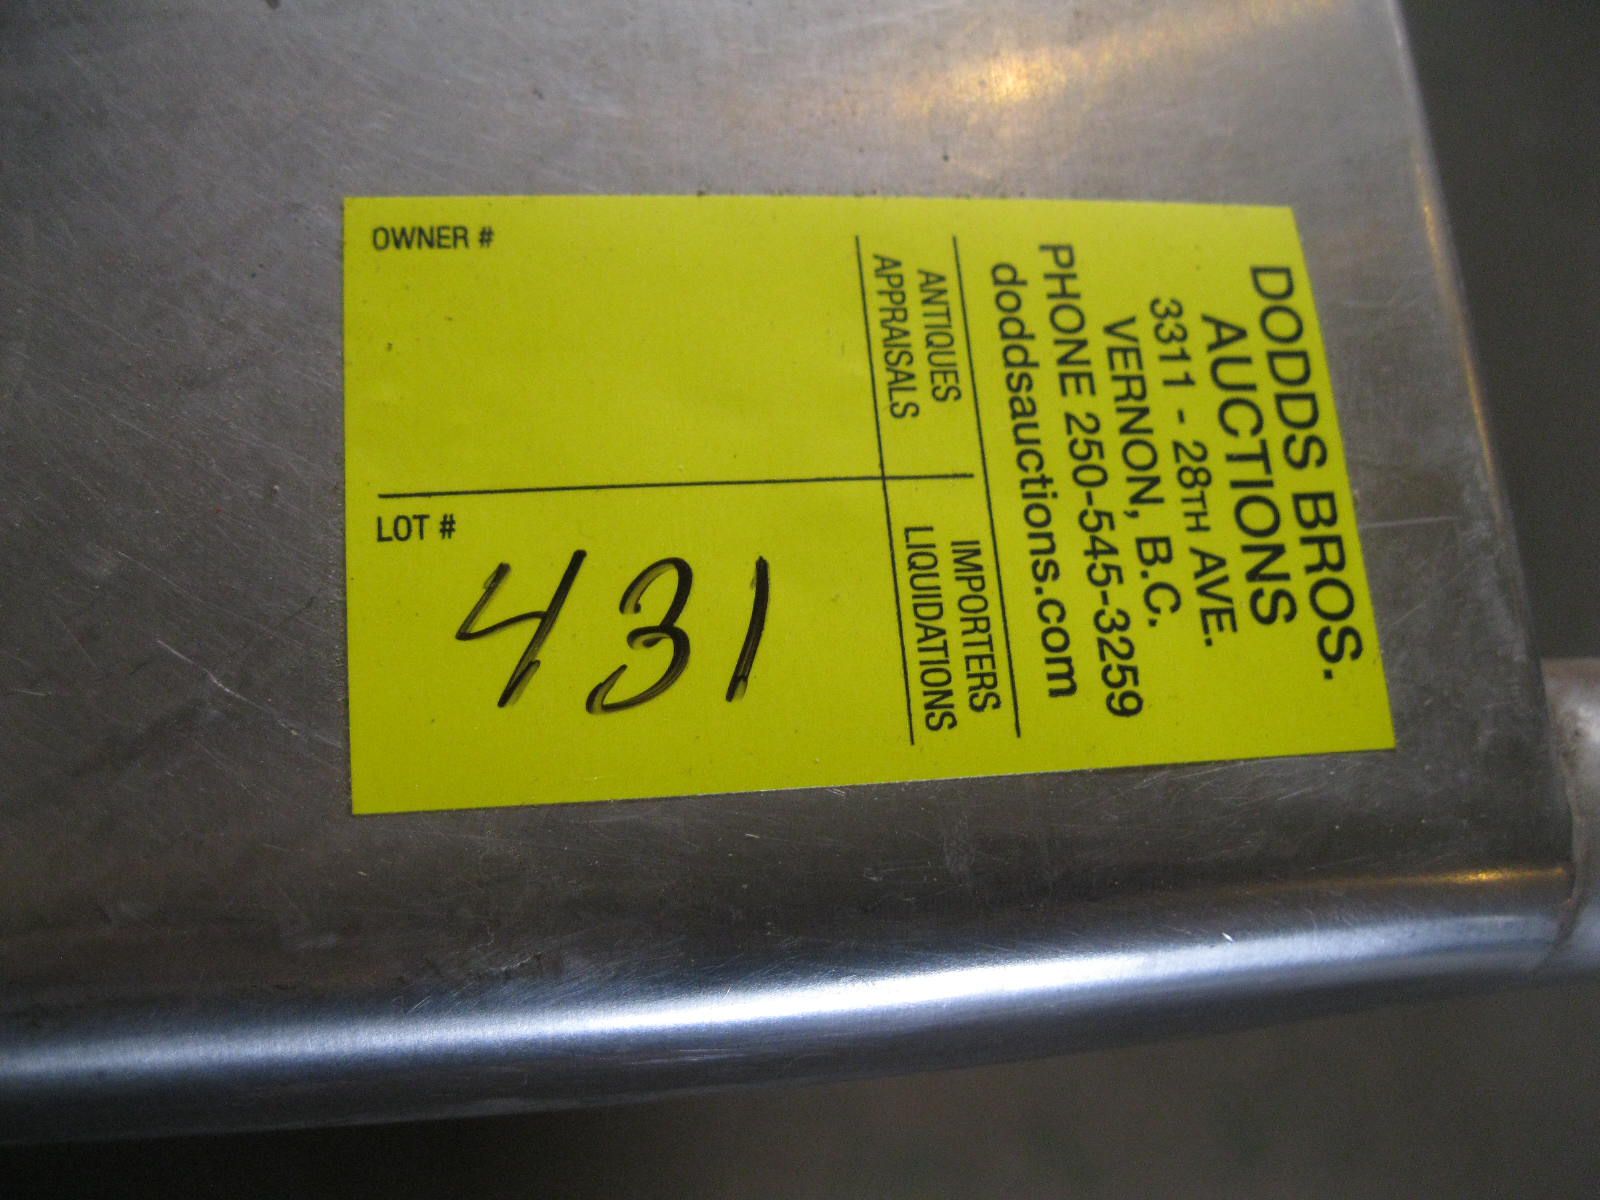 DODDS BROS.
AUCTIONS
3311 - 28TH AVE.
VERNON, B.C.
PHONE 250-545-3259
doddsauctions.com
ANTIQUES
APPRAISALS
IMPORTERS
LIQUIDATIONS
OWNER #
LOT #
431